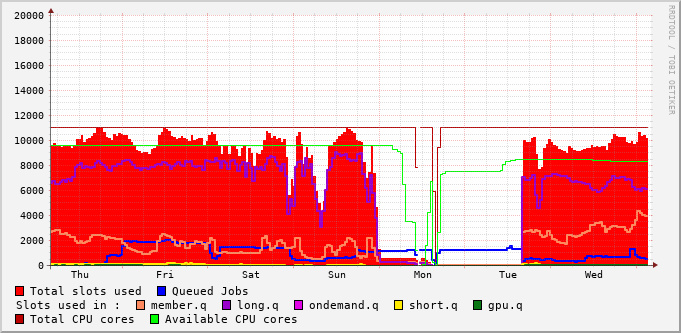 20000
18000
16000
14000
12000
10000
8000
6000
4000
2000
0
Thu Fri Sat Sun Mon Tue Wed
RRDTOOL / TOBI OETIKER
Total slots used Queued Jobs
Slots used in : member.q long.q ondemand.q short.q gpu.q
Total CPU cores Available CPU cores